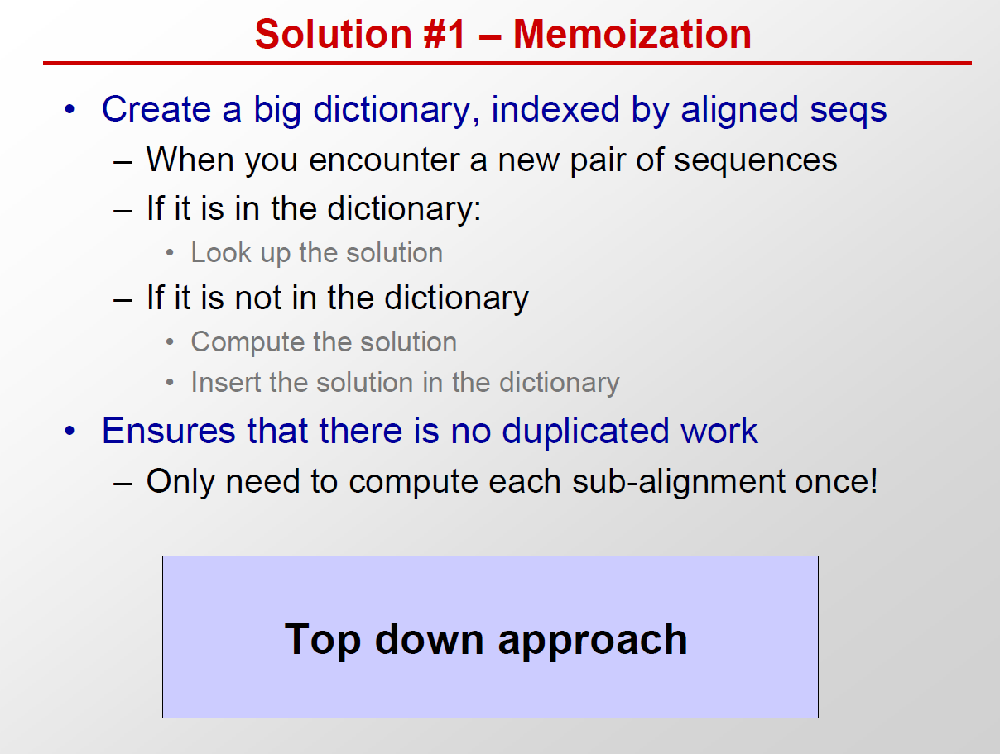 Solution #1 – Memoization
• Create a big dictionary, indexed by aligned seqs
– When you encounter a new pair of sequences
– If it is in the dictionary:
• Look up the solution
– If it is not in the dictionary
• Compute the solution
• Insert the solution in the dictionary
• Ensures that there is no duplicated work
– Only need to compute each sub-alignment once!
Top down approach